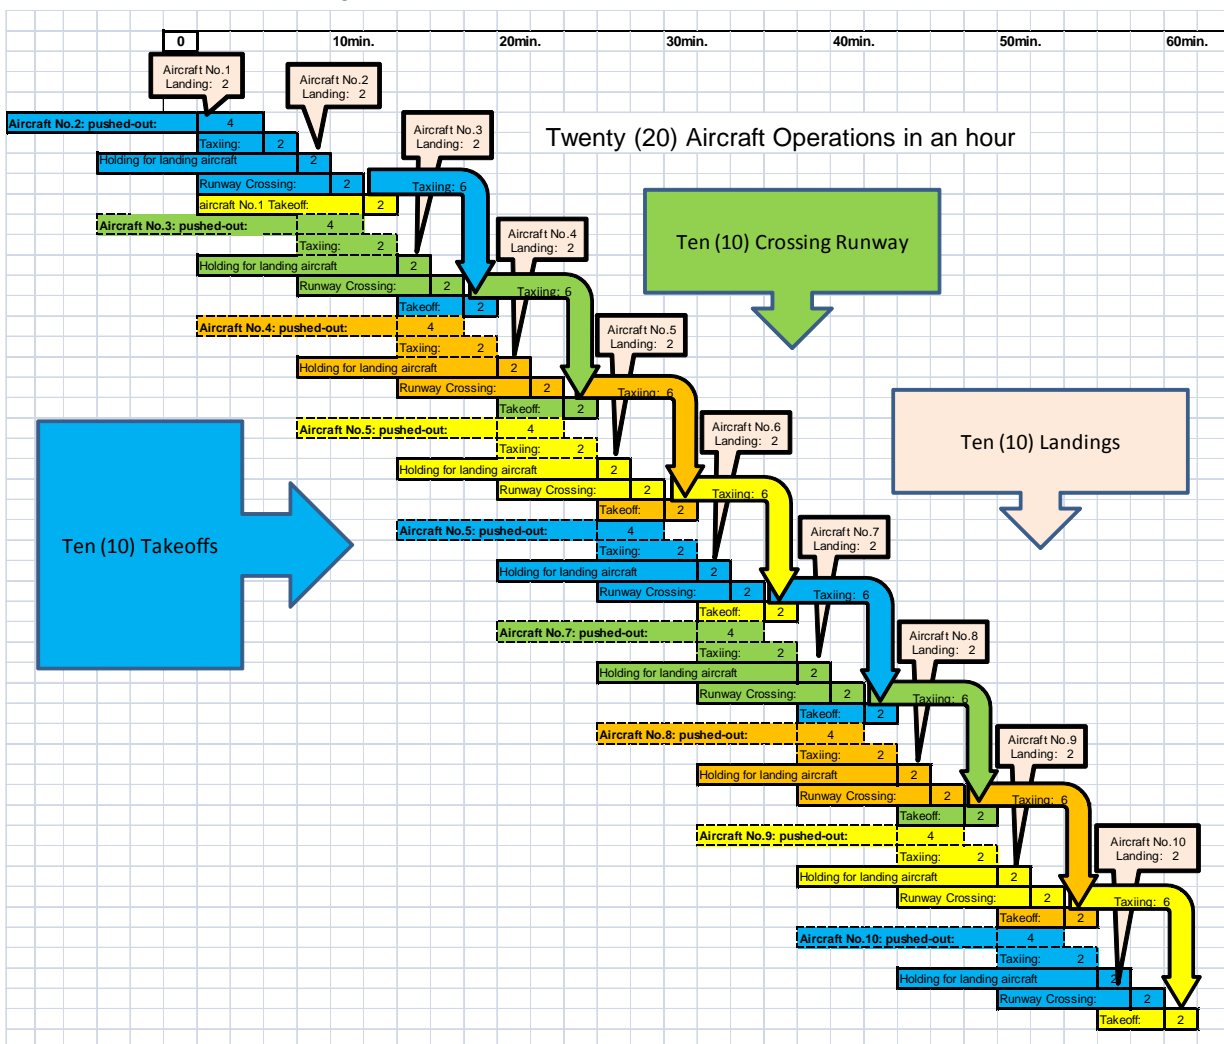 0 10min. 20min. 30min. 40min. 50min. 60min.
Aircraft No.1
Landing: 2
Aircraft No.2
Landing: 2
Aircraft No.2: pushed-out: 4
Aircraft No.3
Landing: 2
Twenty (20) Aircraft Operations in an hour
Taxiing: 2
Holding for landing aircraft 2
Runway Crossing: 2
Taxiing: 6
aircraft No.1 Takeoff: 2
Aircraft No.3: pushed-out: 4
Aircraft No.4
Landing: 2
Ten (10) Crossing Runway
Taxiing: 2
Holding for landing aircraft 2
Runway Crossing: 2
Taxiing: 6
Takeoff: 2
Aircraft No.4: pushed-out: 4
Aircraft No.5
Landing: 2
Taxiing: 2
Holding for landing aircraft 2
Runway Crossing: 2
Taxiing: 6
Takeoff: 2
Aircraft No.5: pushed-out: 4
Aircraft No.6
Landing: 2
Ten (10) Landings
Taxiing: 2
Holding for landing aircraft 2
Runway Crossing: 2
Taxiing: 6
Takeoff: 2
Aircraft No.5: pushed-out: 4
Aircraft No.7
Landing: 2
Ten (10) Takeoffs
Taxiing: 2
Holding for landing aircraft 2
Runway Crossing: 2
Taxiing: 6
Takeoff: 2
Aircraft No.7: pushed-out: 4
Aircraft No.8
Landing: 2
Taxiing: 2
Holding for landing aircraft 2
Runway Crossing: 2
Taxiing: 6
Takeoff: 2
Aircraft No.8: pushed-out: 4
Aircraft No.9
Landing: 2
Taxiing: 2
Holding for landing aircraft 2
Runway Crossing: 2
Taxiing: 6
Takeoff: 2
Aircraft No.9: pushed-out: 4
Aircraft No.10
Landing: 2
Taxiing: 2
Holding for landing aircraft 2
Runway Crossing: 2
Taxiing: 6
Takeoff: 2
Aircraft No.10: pushed-out: 4
Taxiing: 2
Holding for landing aircraft 2
Runway Crossing: 2
Takeoff: 2